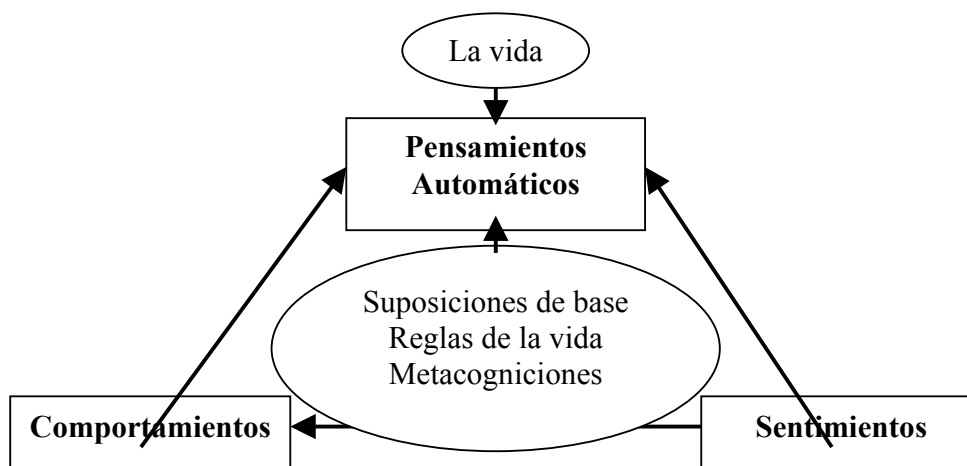 La vida
Pensamientos
Automáticos
Suposiciones de base
Reglas de la vida
Metacogniciones
Comportamientos
Sentimientos